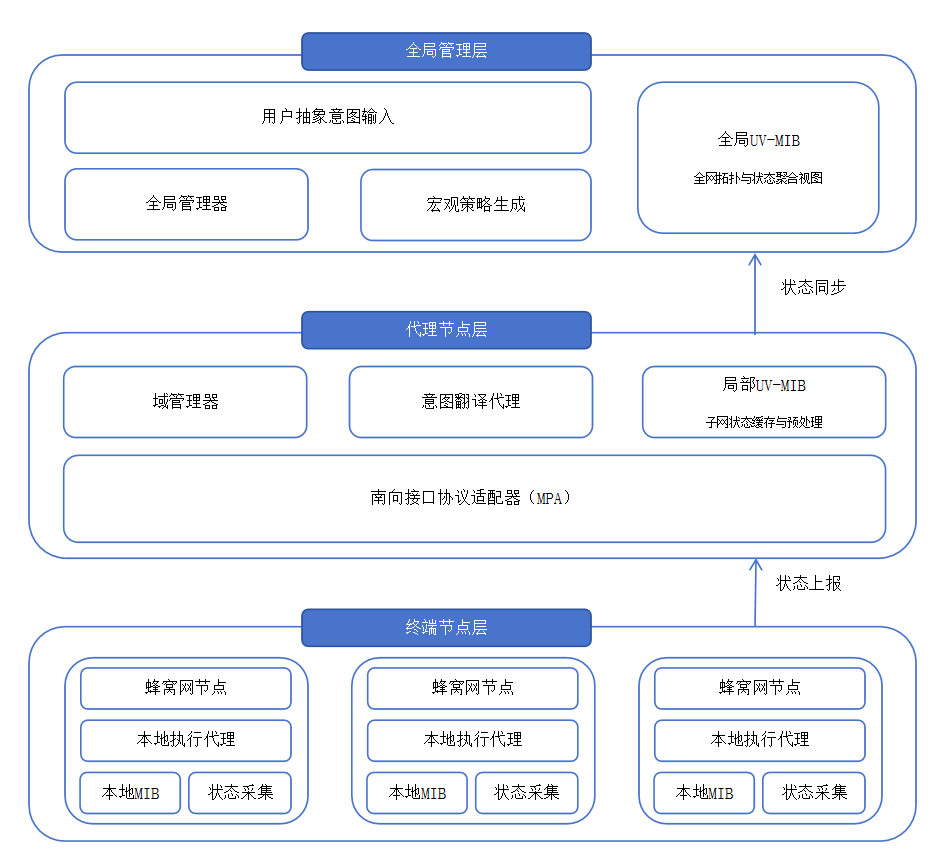 全局管理层
用户抽象意图输入
全局UV-MIB
全网拓扑与状态聚合视图
全局管理器
宏观策略生成
状态同步
代理节点层
域管理器
意图翻译代理
局部UV-MIB
子网状态缓存与预处理
南向接口协议适配器（MPA）
状态上报
终端节点层
蜂窝网节点
本地执行代理
本地MIB
状态采集
蜂窝网节点
本地执行代理
本地MIB
状态采集
蜂窝网节点
本地执行代理
本地MIB
状态采集